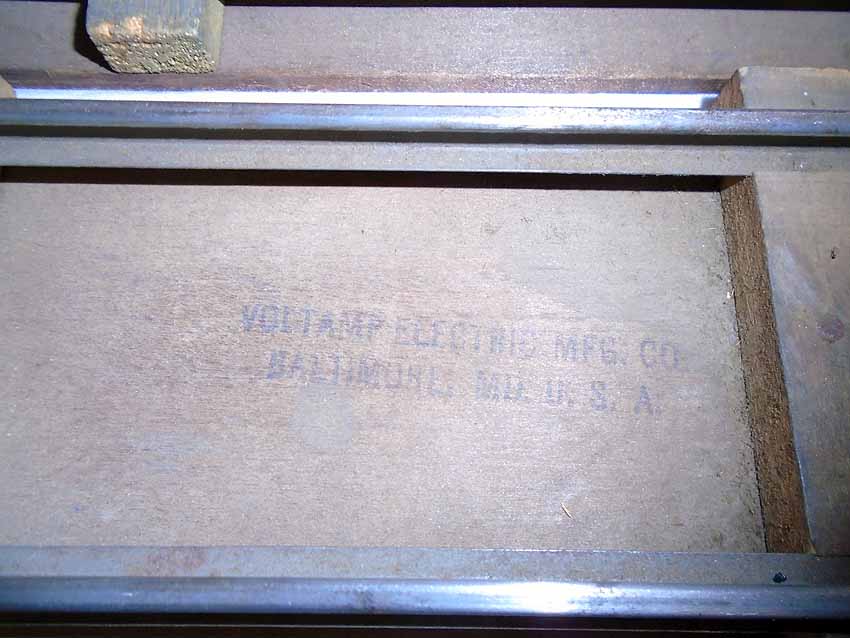 VOLTAMP ELECTRIC MFG. CO
BALTIMORE, MD. U. S. A.